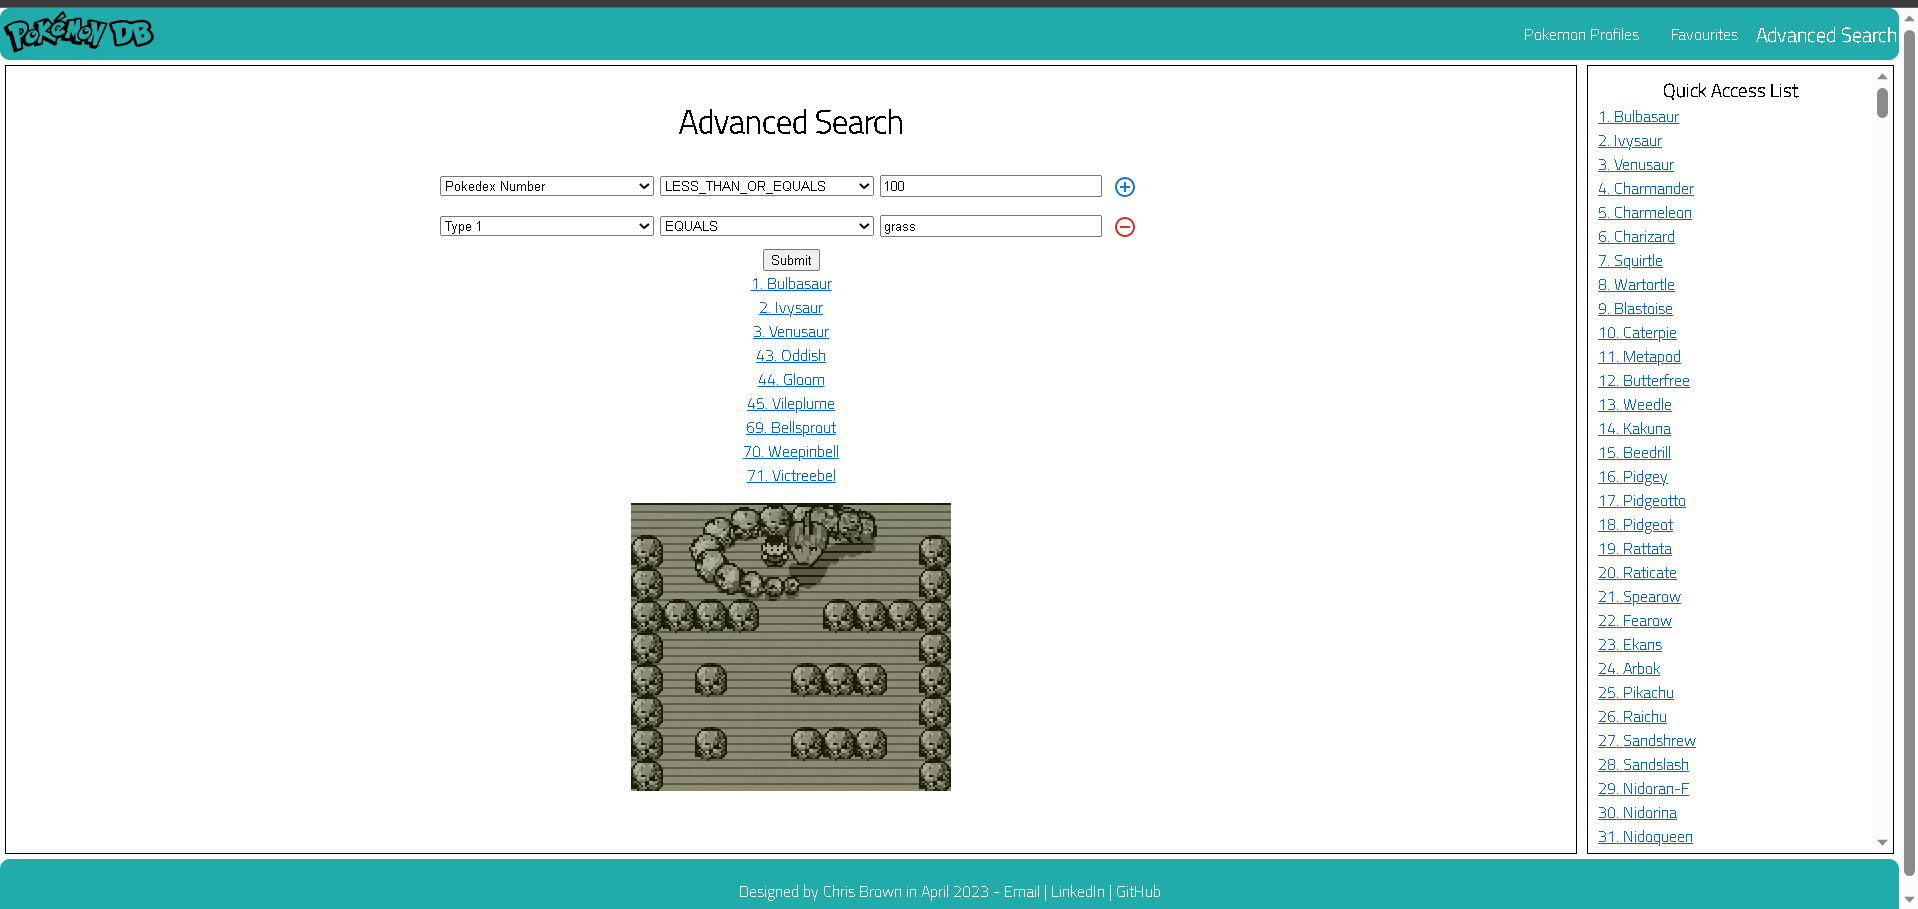 POKéMON DB
Pokemon Profiles Favourites Advanced Search
Advanced Search
Pokedex Number LESS_THAN_OR_EQUALS 100
Type 1 EQUALS grass
Submit
1. Bulbasaur
2. Ivysaur
3. Venusaur
43. Oddish
44. Gloom
45. Vileplume
69. Bellsprout
70. Weepinbell
71. Victreebel
Quick Access List
1. Bulbasaur
2. Ivysaur
3. Venusaur
4. Charmander
5. Charmeleon
6. Charizard
7. Squirtle
8. Wartortle
9. Blastoise
10. Caterpie
11. Metapod
12. Butterfree
13. Weedle
14. Kakuna
15. Beedrill
16. Pidgey
17. Pidgeotto
18. Pidgeot
19. Rattata
20. Raticate
21. Spearow
22. Fearow
23. Ekans
24. Arbok
25. Pikachu
26. Raichu
27. Sandshrew
28. Sandslash
29. Nidoran-F
30. Nidorina
31. Nidoqueen
Designed by Chris Brown in April 2023 - Email | LinkedIn | GitHub